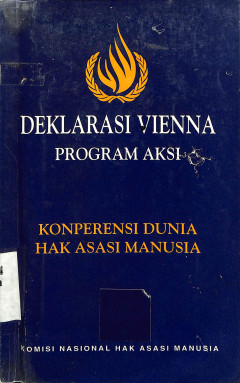 DEKLARASI VIENNA
PROGRAM AKSI
KONPERENSI DUNIA
HAK ASASI MANUSIA
KOMISI NASIONAL HAK ASASI MANUSIA